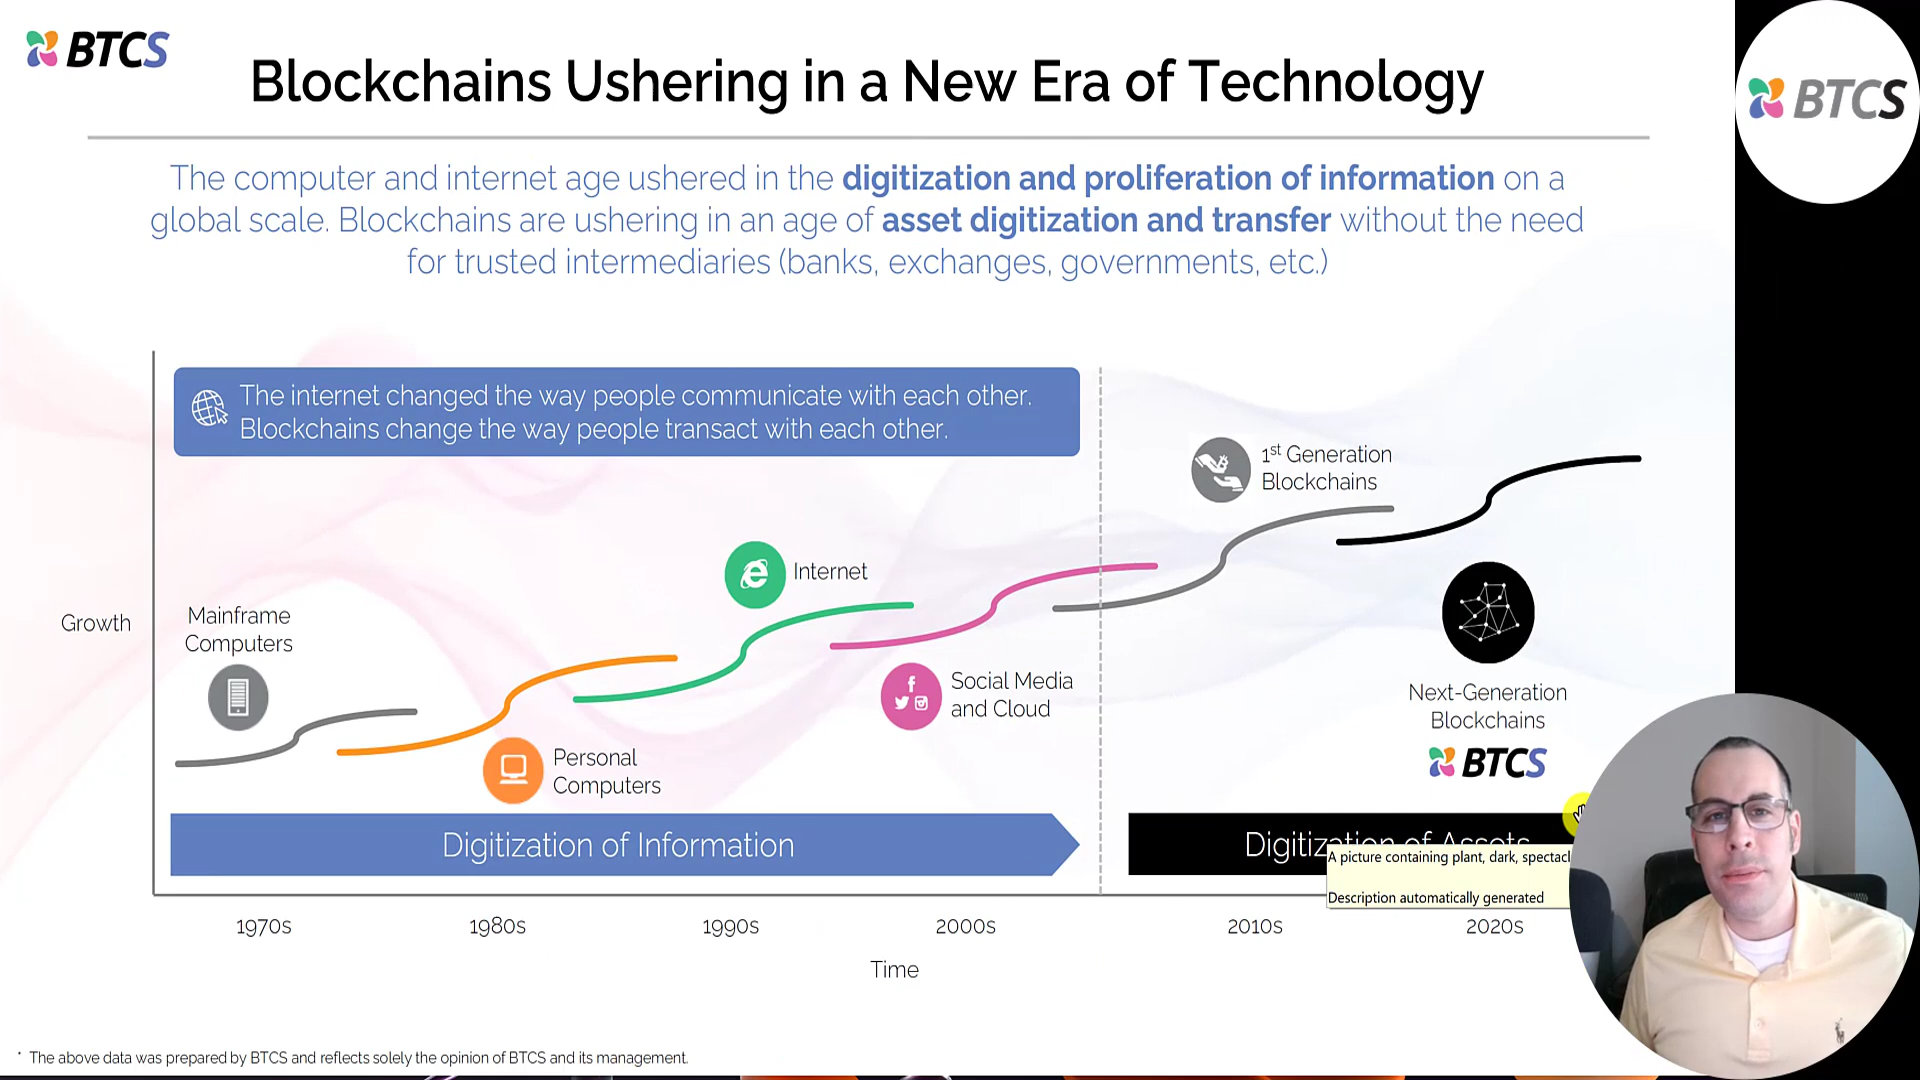 BTCS
Blockchains Ushering in a New Era of Technology
BTCS
The computer and internet age ushered in the digitization and proliferation of information on a
global scale. Blockchains are ushering in an age of asset digitization and transfer without the need
for trusted intermediaries (banks, exchanges, governments, etc.)
The internet changed the way people communicate with each other.
Blockchains change the way people transact with each other.
1st Generation
Blockchains
Internet
Growth
Mainframe
Computers
Social Media
and Cloud
Next-Generation
Blockchains
BTCS
Personal
Computers
Digitization of Information
Digitization of Assets
A picture containing plant, dark, spectacl
Description automatically generated
1970s
1980s
1990s
2000s
2010s
2020s
Time
* The above data was prepared by BTCS and reflects solely the opinion of BTCS and its management.